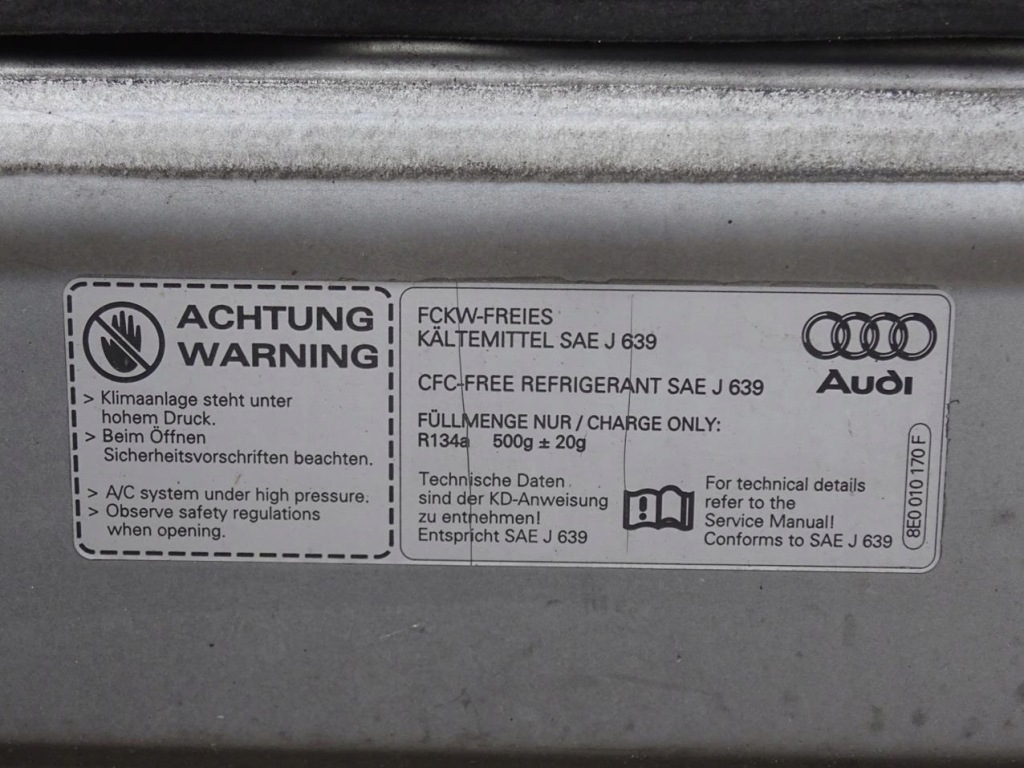 ACHTUNG
WARNING
> Klimaanlage steht unter
hohem Druck.
> Beim Öffnen
Sicherheitsvorschriften beachten.
> A/C system under high pressure.
> Observe safety regulations
when opening.
FCKW-FREIES
KÄLTEMITTEL SAE J 639
CFC-FREE REFRIGERANT SAE J 639
FÜLLMENGE NUR / CHARGE ONLY:
R134a 500g ± 20g
Technische Daten
sind der KD-Anweisung
zu entnehmen!
Entspricht SAE J 639
For technical details
refer to the
Service Manual!
Conforms to SAE J 639
Audi
8E0 010 170 F